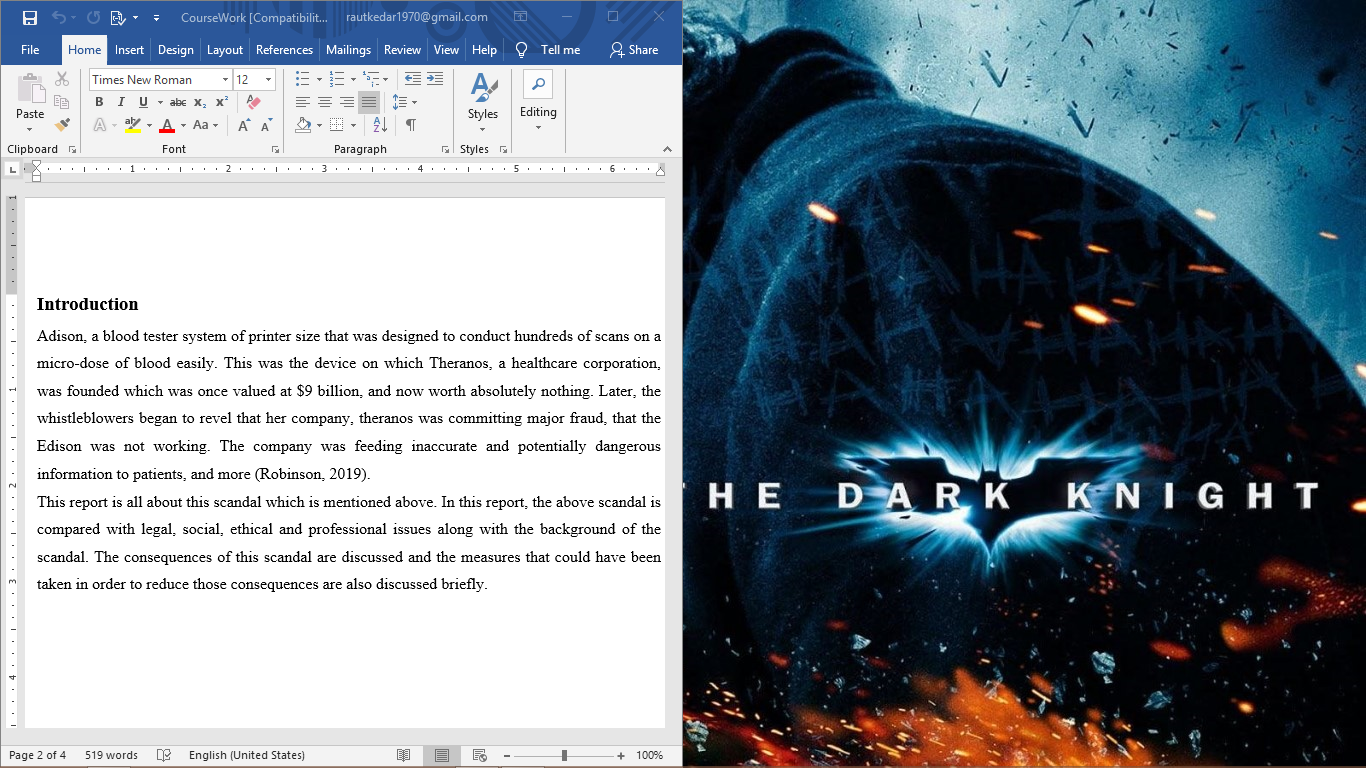 CourseWork [Compatibilit...
rautkedar1970@gmail.com
File Home Insert Design Layout References Mailings Review View Help Tell me Share
Paste
Clipboard
Times New Roman 12
B I U abc x₂ x²
A ab A Aa A A
Font
Paragraph
Styles
Styles
Editing
1 2 3 4 5 6
1
1
2
3
4
Introduction
Adison, a blood tester system of printer size that was designed to conduct hundreds of scans on a
micro-dose of blood easily. This was the device on which Theranos, a healthcare corporation,
was founded which was once valued at $9 billion, and now worth absolutely nothing. Later, the
whistleblowers began to revel that her company, theranos was committing major fraud, that the
Edison was not working. The company was feeding inaccurate and potentially dangerous
information to patients, and more (Robinson, 2019).
This report is all about this scandal which is mentioned above. In this report, the above scandal is
compared with legal, social, ethical and professional issues along with the background of the
scandal. The consequences of this scandal are discussed and the measures that could have been
taken in order to reduce those consequences are also discussed briefly.
Page 2 of 4 519 words English (United States) 100%
HE DARK KNIGHT